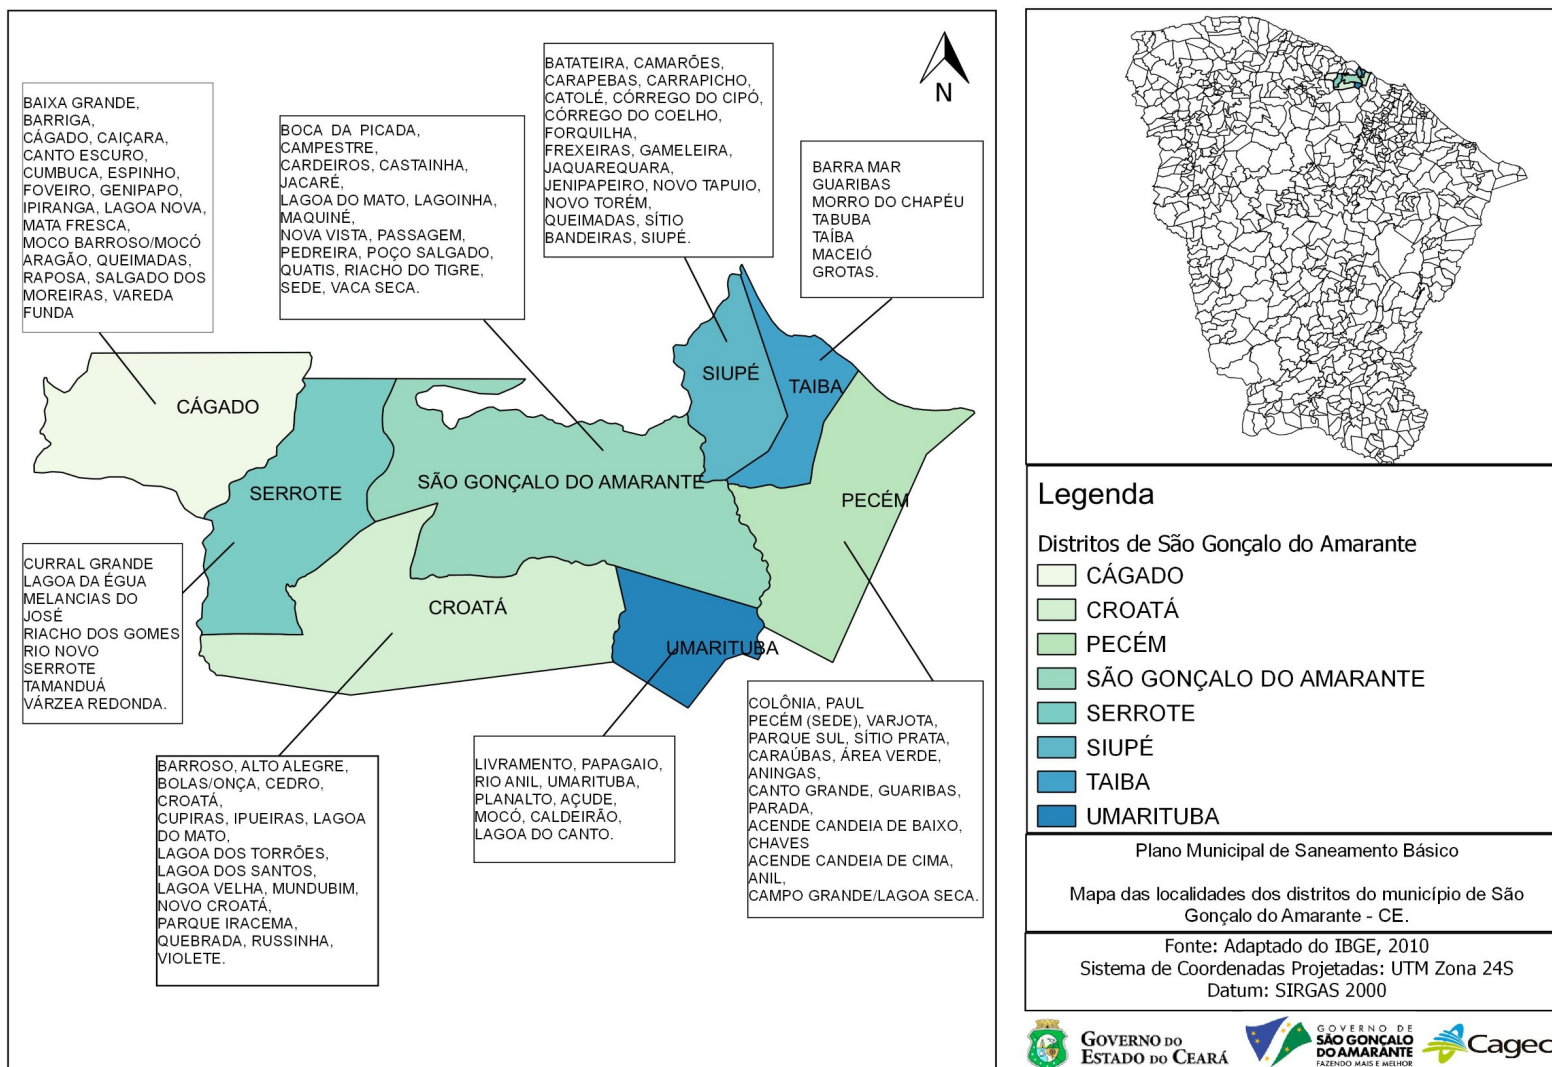 BAIXA GRANDE,
BARRIGA,
CÁGADO, CAIÇARA,
CANTO ESCURO,
CUMBUCA, ESPINHO,
FOVEIRO, GENIPAPO,
IPIRANGA, LAGOA NOVA,
MATA FRESCA,
MOCO BARROSO/MOCÓ
ARAGÃO, QUEIMADAS,
RAPOSA, SALGADO DOS
MOREIRAS, VAREDA
FUNDA
BOCA DA PICADA,
CAMPESTRE,
CARDEIROS, CASTAINHA,
JACARÉ,
LAGOA DO MATO, LAGOINHA,
MAQUINÉ,
NOVA VISTA, PASSAGEM,
PEDREIRA, POÇO SALGADO,
QUATIS, RIACHO DO TIGRE,
SEDE, VACA SECA.
BATATEIRA, CAMARÕES,
CARAPEBAS, CARRAPICHO,
CATOLÉ, CÓRREGO DO CIPÓ,
CÓRREGO DO COELHO,
FORQUILHA,
FREXEIRAS, GAMELEIRA,
JAQUAREQUARA,
JENIPAPEIRO, NOVO TAPUIO,
NOVO TORÉM,
QUEIMADAS, SÍTIO
BANDEIRAS, SIUPÉ.
N
BARRA MAR
GUARIBAS
MORRO DO CHAPÉU
TABUBA
TAÍBA
MACEIÓ
GROTAS.
CÁGADO
SERROTE
SÃO GONÇALO DO AMARANTE
SIUPÉ
TAIBA
PECÉM
CROATÁ
UMARITUBA
CURRAL GRANDE
LAGOA DA ÉGUA
MELANCIAS DO
JOSÉ
RIACHO DOS GOMES
RIO NOVO
SERROTE
TAMANDUÁ
VÁRZEA REDONDA.
BARROSO, ALTO ALEGRE,
BOLAS/ONÇA, CEDRO,
CROATÁ,
CUPIRAS, IPUEIRAS, LAGOA
DO MATO,
LAGOA DOS TORRÕES,
LAGOA DOS SANTOS,
LAGOA VELHA, MUNDUBIM,
NOVO CROATÁ,
PARQUE IRACEMA,
QUEBRADA, RUSSINHA,
VIOLETE.
LIVRAMENTO, PAPAGAIO,
RIO ANIL, UMARITUBA,
PLANALTO, AÇUDE,
MOCÓ, CALDEIRÃO,
LAGOA DO CANTO.
COLÔNIA, PAUL
PECÉM (SEDE), VARJOTA,
PARQUE SUL, SÍTIO PRATA,
CARAÚBAS, ÁREA VERDE,
ANINGAS,
CANTO GRANDE, GUARIBAS,
PARADA,
ACENDE CANDEIA DE BAIXO,
CHAVES
ACENDE CANDEIA DE CIMA,
ANIL,
CAMPO GRANDE/LAGOA SECA.
Legenda
Distritos de São Gonçalo do Amarante
CÁGADO
CROATÁ
PECÉM
SÃO GONÇALO DO AMARANTE
SERROTE
SIUPÉ
TAIBA
UMARITUBA
Plano Municipal de Saneamento Básico
Mapa das localidades dos distritos do município de São
Gonçalo do Amarante - CE.
Fonte: Adaptado do IBGE, 2010
Sistema de Coordenadas Projetadas: UTM Zona 24S
Datum: SIRGAS 2000
GOVERNO DO
ESTADO DO CEARÁ
GOVERNO DE
SÃO GONÇALO
DO AMARANTE
FAZENDO MAIS E MELHOR
Cagec